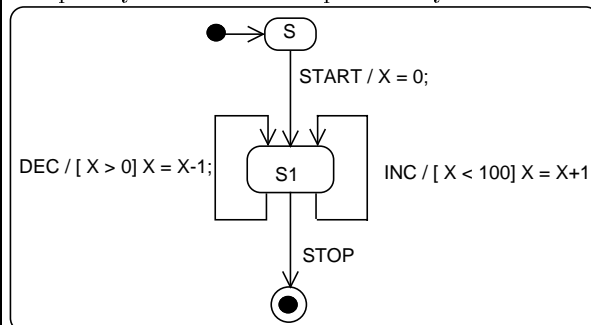 S
START / X = 0;
DEC / [ X > 0] X = X-1;
S1
INC / [ X < 100] X = X+1
STOP